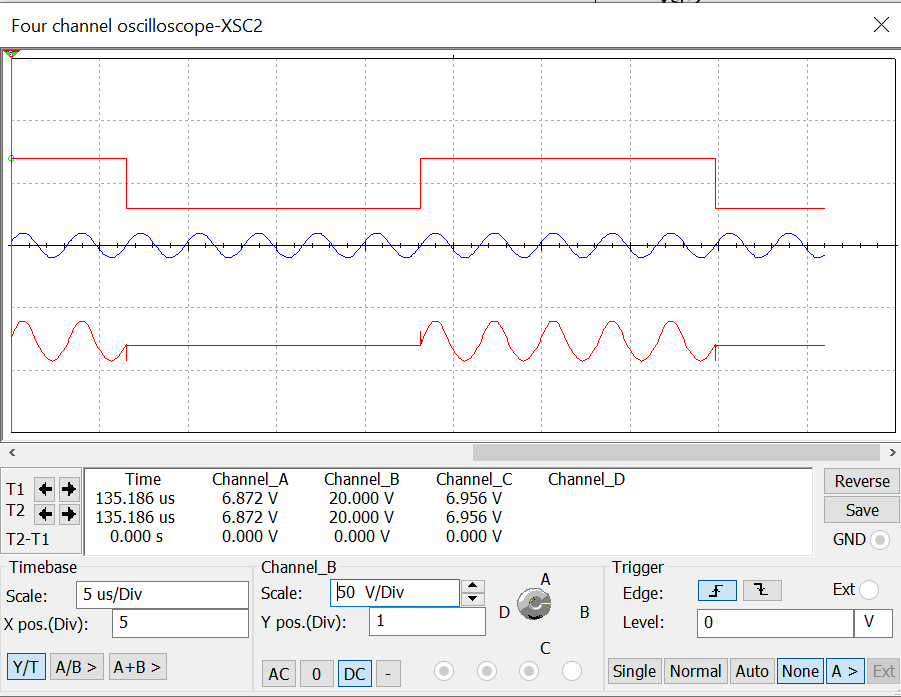 Four channel oscilloscope-XSC2
T1
T2
T2-T1
Time Channel_A Channel_B Channel_C Channel_D
135.186 us 6.872 V 20.000 V 6.956 V
135.186 us 6.872 V 20.000 V 6.956 V
0.000 s 0.000 V 0.000 V 0.000 V
Reverse
Save
GND
Timebase
Scale: 5 us/Div
X pos.(Div): 5
Y/T A/B > A+B >
Channel_B
Scale: 50 V/Div
Y pos.(Div): 1
AC 0 DC -
A
D B
C
Trigger
Edge: Ext
Level: 0 V
Single Normal Auto None A > Ext